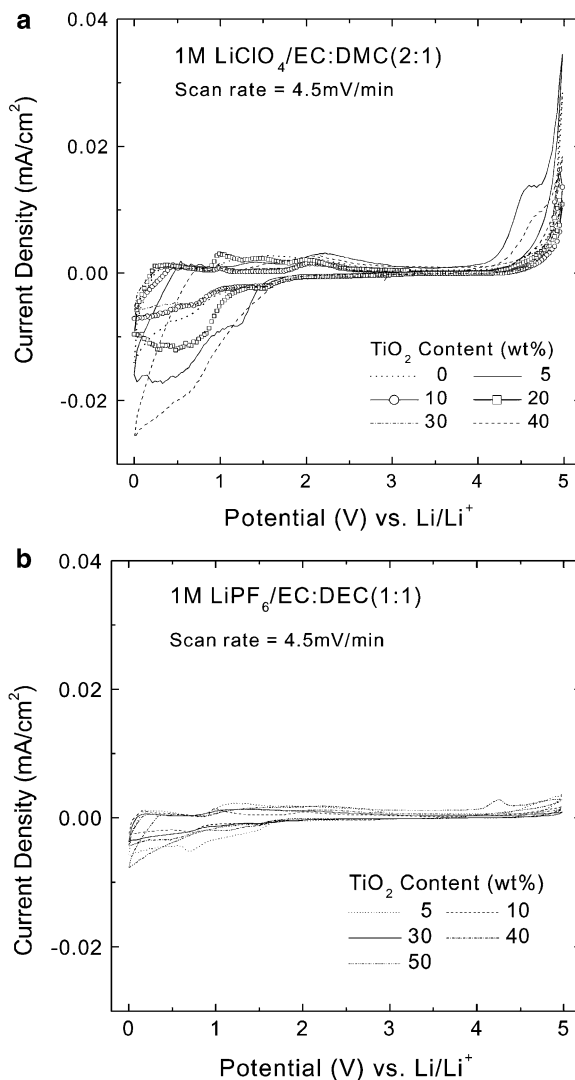 a
1M LiClO4/EC:DMC(2:1)
Scan rate = 4.5mV/min
Current Density (mA/cm2)
0.04
0.02
0.00
-0.02
TiO2 Content (wt%)
0 5
10 20
30 40
0 1 2 3 4 5
Potential (V) vs. Li/Li+
b
1M LiPF6/EC:DEC(1:1)
Scan rate = 4.5mV/min
Current Density (mA/cm2)
0.04
0.02
0.00
-0.02
TiO2 Content (wt%)
5 10
30 40
50
0 1 2 3 4 5
Potential (V) vs. Li/Li+